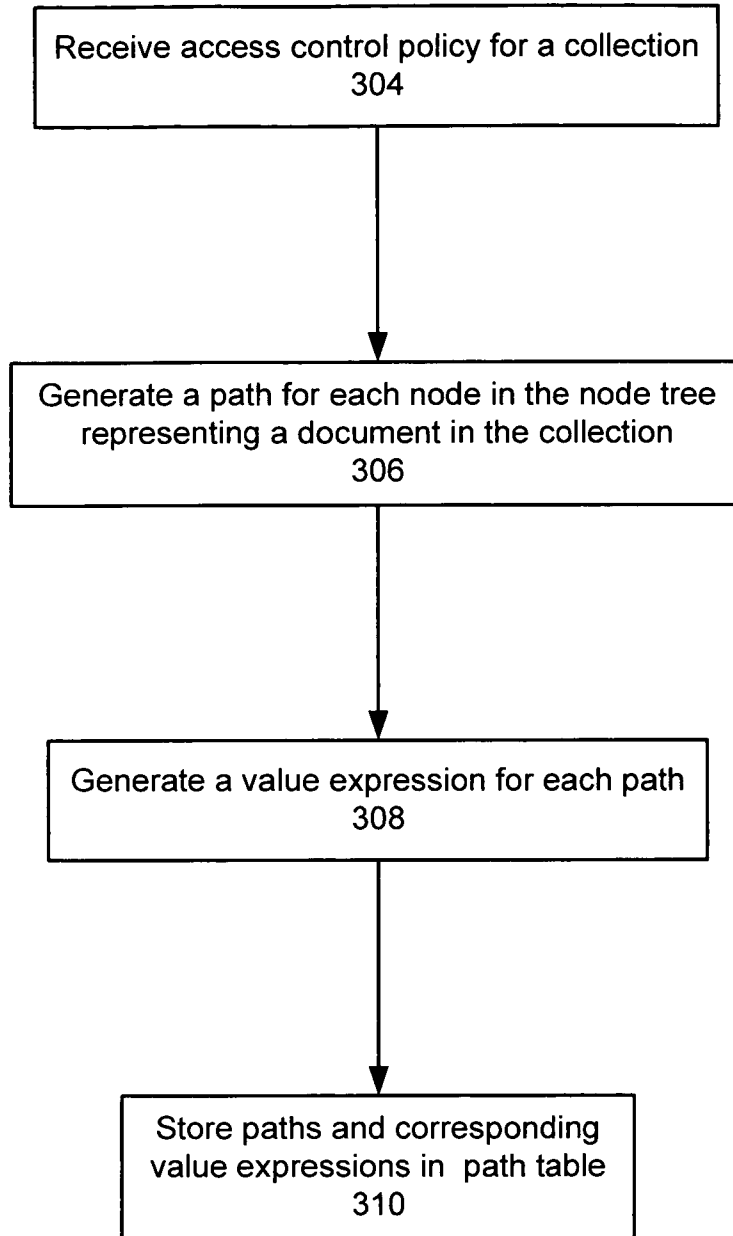 Receive access control policy for a collection
304
Generate a path for each node in the node tree
representing a document in the collection
306
Generate a value expression for each path
308
Store paths and corresponding
value expressions in path table
310